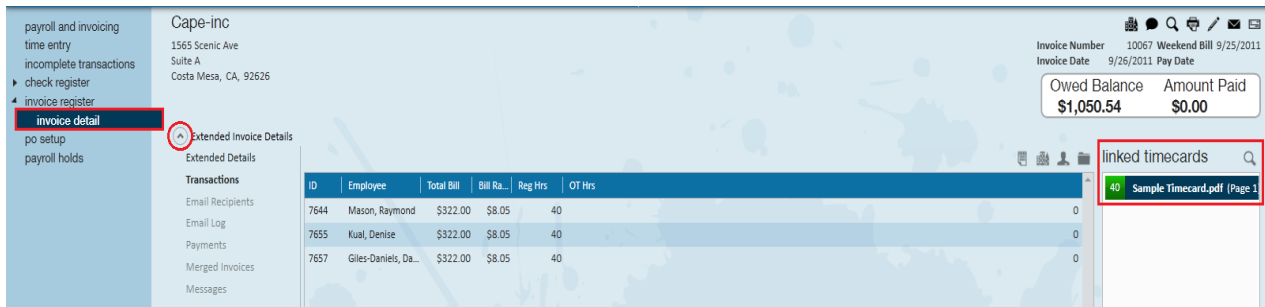 payroll and invoicing
time entry
incomplete transactions
check register
invoice register
invoice detail
po setup
payroll holds
Cape-inc
1565 Scenic Ave
Suite A
Costa Mesa, CA, 92626
Invoice Number 10067 Weekend Bill 9/25/2011
Invoice Date 9/26/2011 Pay Date
Owed Balance Amount Paid
$1,050.54 $0.00
Extended Invoice Details
Extended Details
Transactions
Email Recipients
Email Log
Payments
Merged Invoices
Messages
ID Employee Total Bill Bill Ra... Reg Hrs OT Hrs
7644 Mason, Raymond $322.00 $8.05 40 0
7655 Kual, Denise $322.00 $8.05 40 0
7657 Giles-Daniels, Da... $322.00 $8.05 40 0
linked timecards
40 Sample Timecard.pdf (Page 1